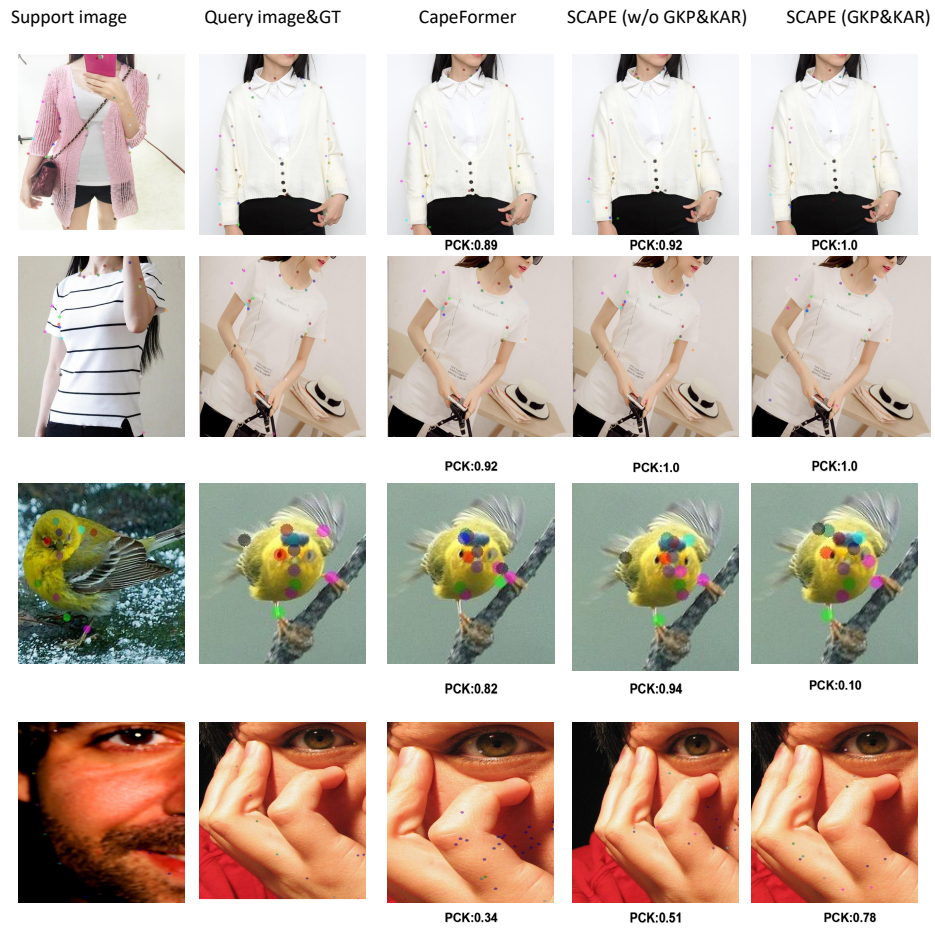 Support image Query image&GT CapeFormer SCAPE (w/o GKP&KAR) SCAPE (GKP&KAR)
PCK:0.89 PCK:0.92 PCK:1.0
PCK:0.92 PCK:1.0 PCK:1.0
PCK:0.82 PCK:0.94 PCK:0.10
PCK:0.34 PCK:0.51 PCK:0.78